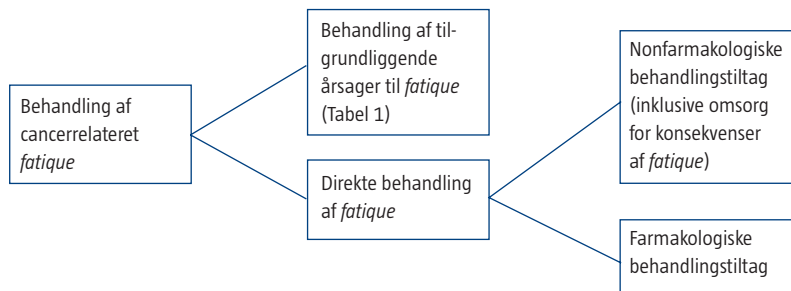 Behandling af
cancerrelateret
fatique
Behandling af til-
grundliggende
årsager til fatique
(Tabel 1)
Direkte behandling
af fatique
Nonfarmakologiske
behandlingstiltag
(inklusive omsorg
for konsekvenser
af fatique)
Farmakologiske
behandlingstiltag